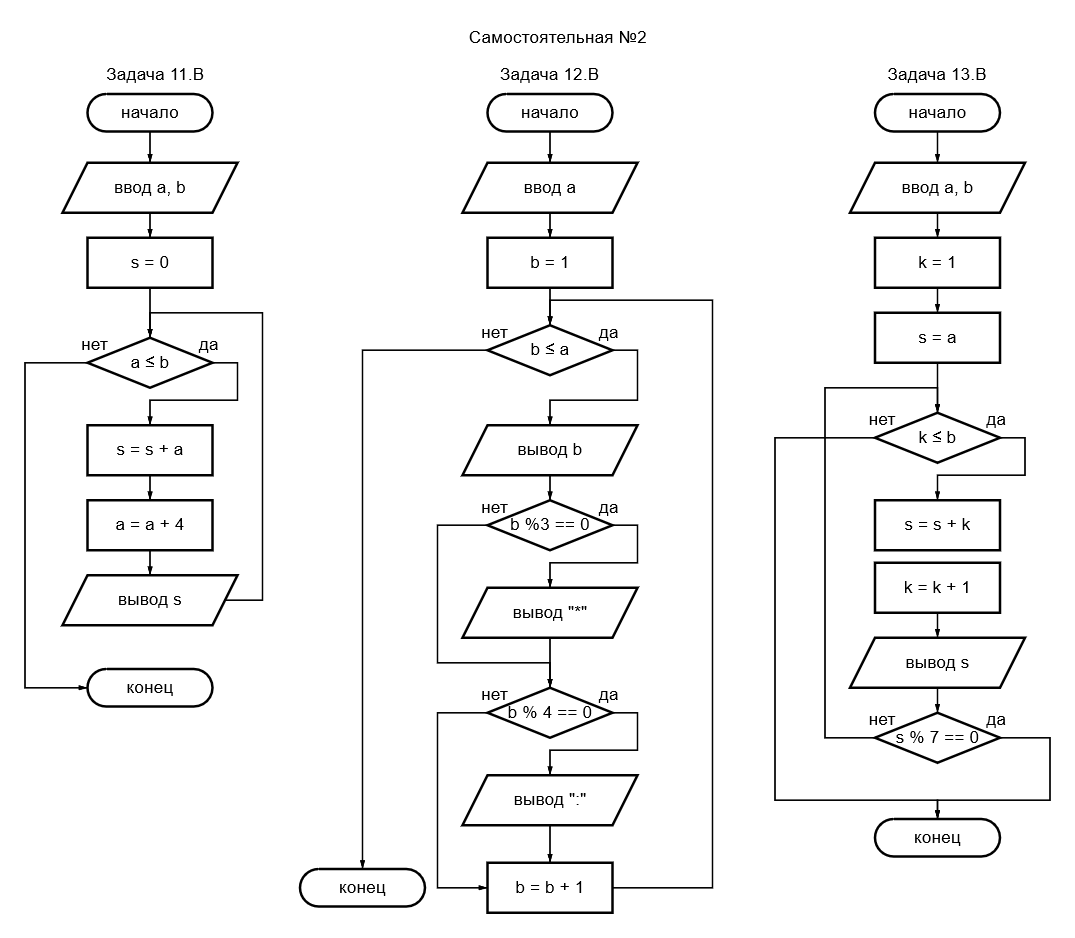 Самостоятельная №2
Задача 11.В
начало
ввод a, b
s = 0
нет
да
a ≤ b
s = s + a
a = a + 4
вывод s
конец
Задача 12.В
начало
ввод a
b = 1
нет
да
b ≤ a
вывод b
нет
да
b %3 == 0
вывод "*"
нет
да
b % 4 == 0
вывод ":"
b = b + 1
конец
Задача 13.В
начало
ввод a, b
k = 1
s = a
нет
да
k ≤ b
s = s + k
k = k + 1
вывод s
нет
да
s % 7 == 0
конец